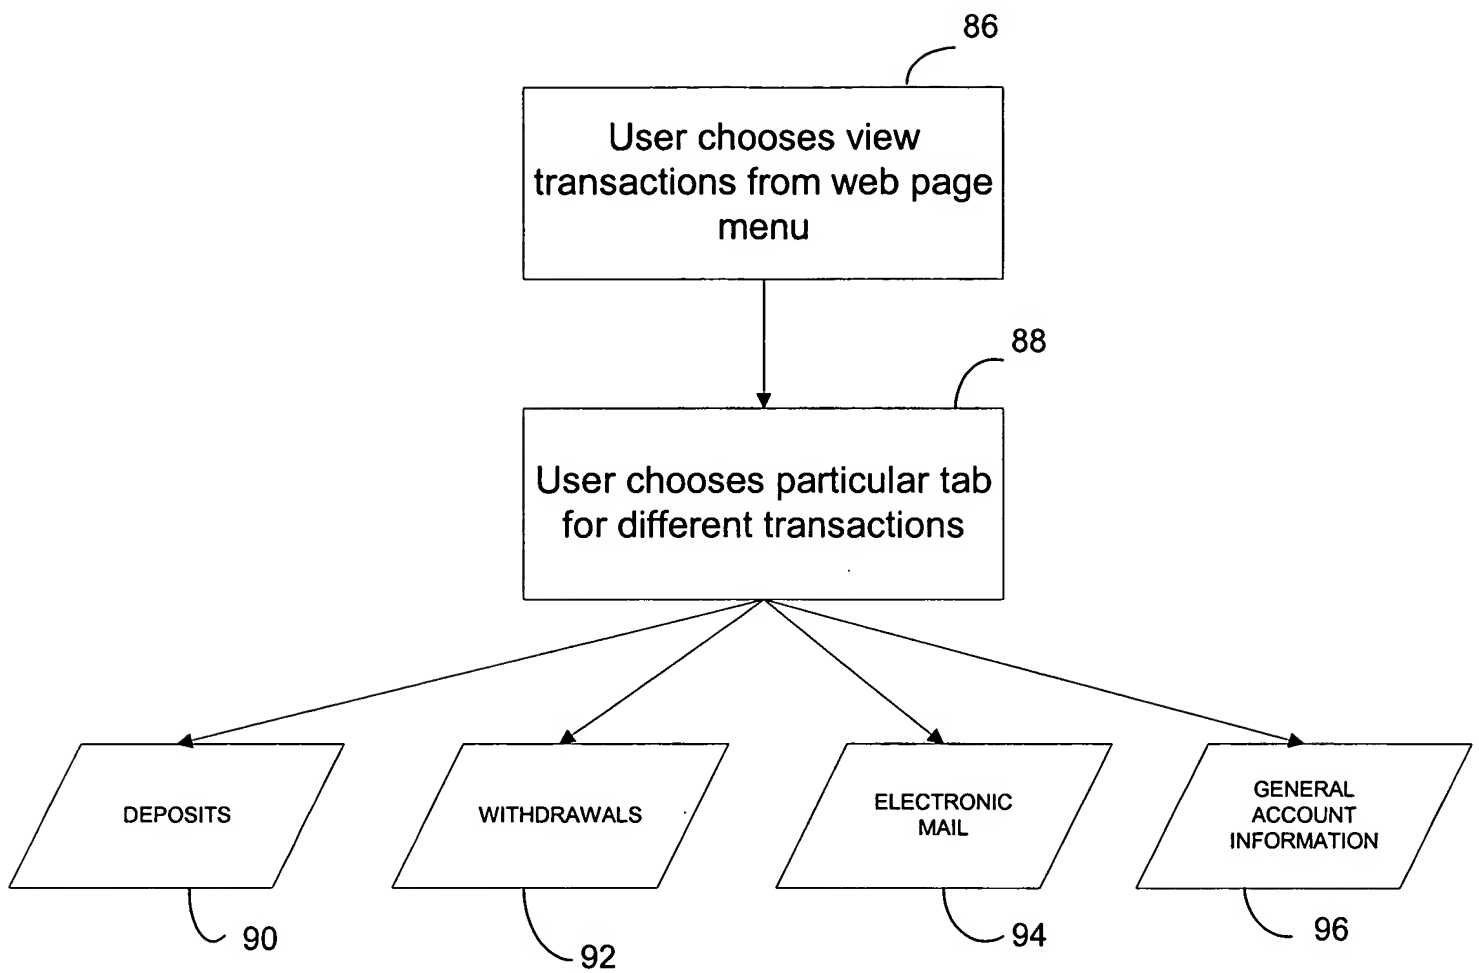 86
User chooses view
transactions from web page
menu
88
User chooses particular tab
for different transactions
DEPOSITS
WITHDRAWALS
ELECTRONIC
MAIL
GENERAL
ACCOUNT
INFORMATION
90
92
94
96